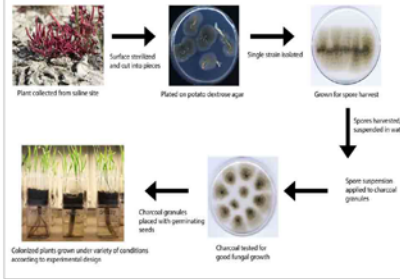 Plant collected from saline site
Surface sterilized
and cut into pieces
Plated on potato dextrose agar
Single strain isolated
Grown for spore harvest
Spores harvested,
suspended in wat
Spore suspension
applied to charcoal
granules
Charcoal tested for
good fungal growth
Charcoal granules
placed with germinating
seeds
Colonized plants grown under variety of conditions
according to experimental design